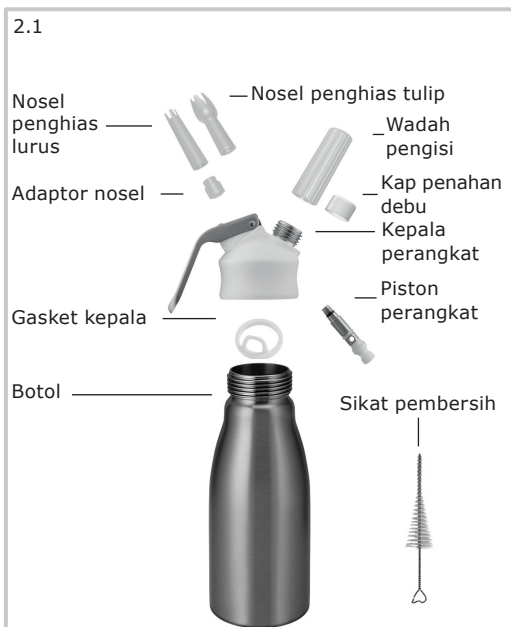 2.1
Nosel penghias tulip
Nosel
penghias
lurus
Wadah
pengisi
Adaptor nosel
Kap penahan
debu
Kepala
perangkat
Piston
perangkat
Gasket kepala
Botol
Sikat pembersih